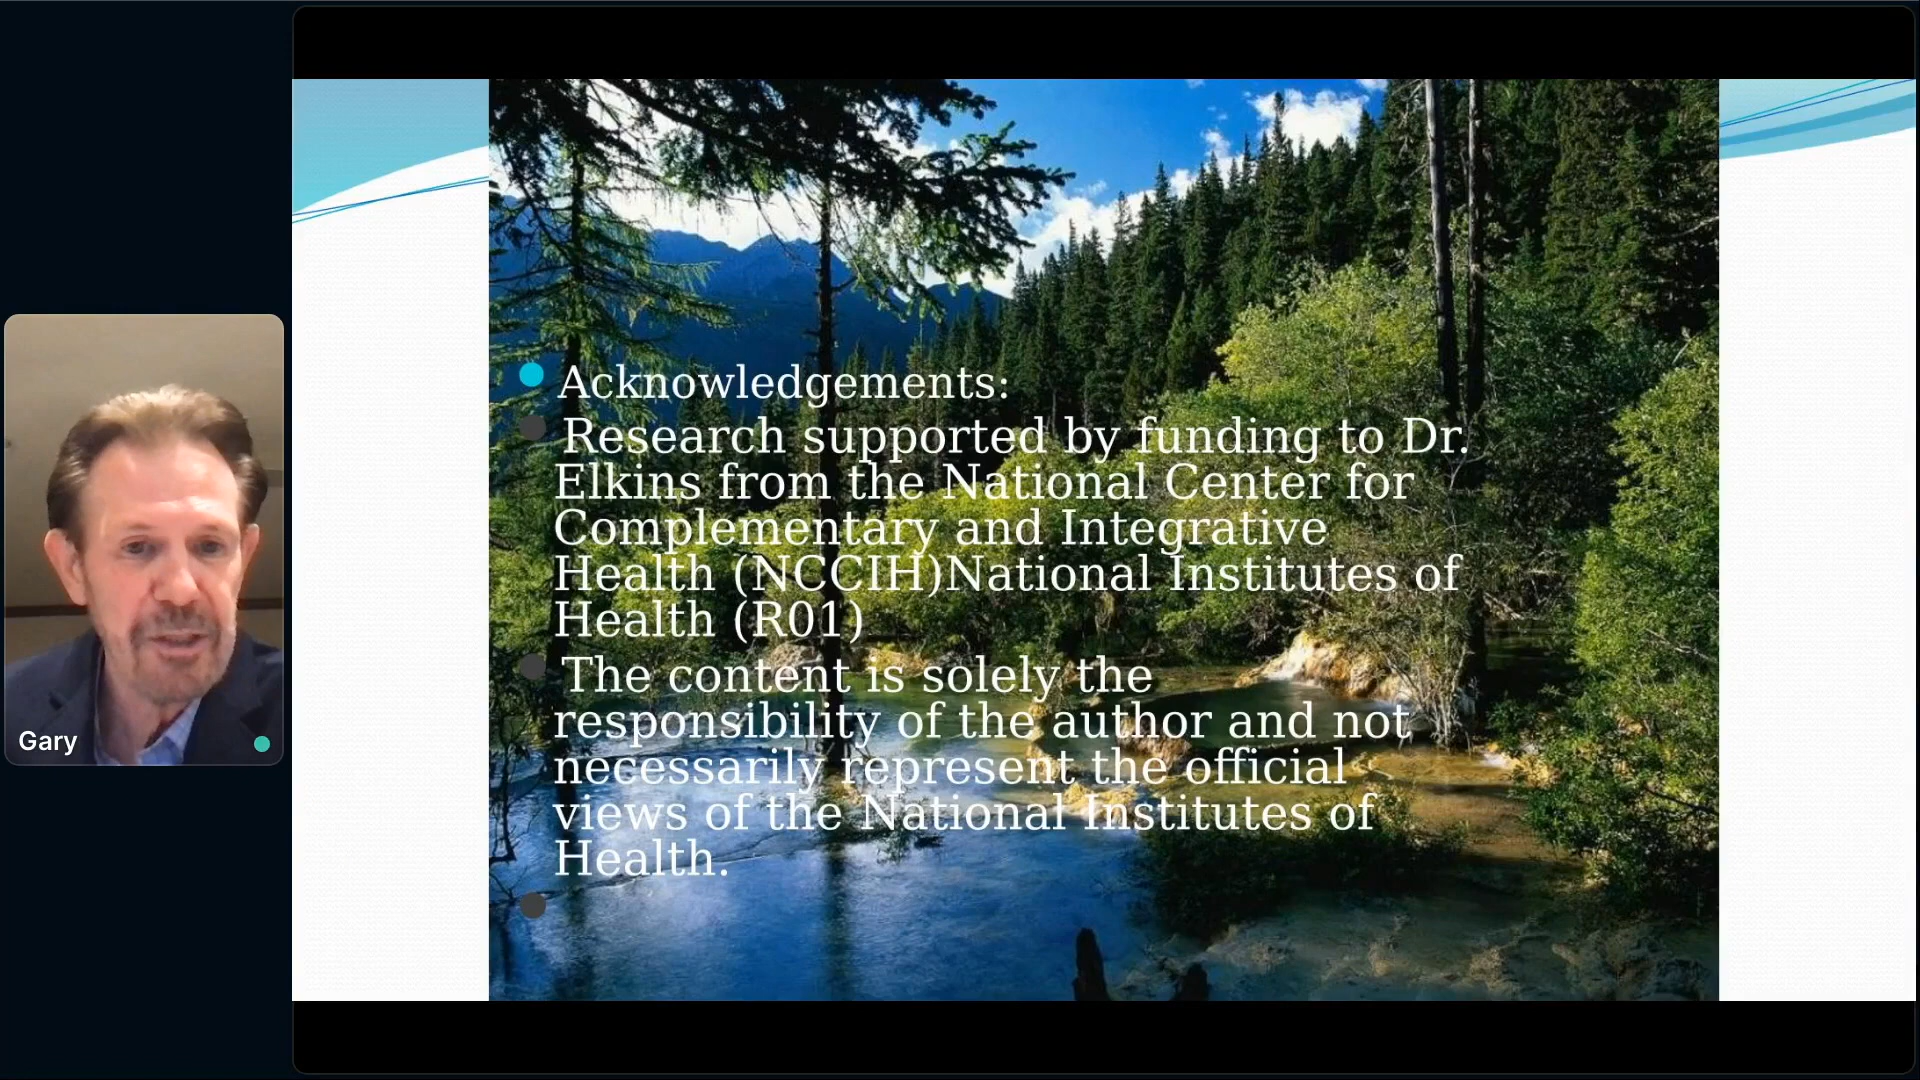 Acknowledgements:
Research supported by funding to Dr.
Elkins from the National Center for
Complementary and Integrative
Health (NCCIH)National Institutes of
Health (R01)
The content is solely the
responsibility of the author and not
necessarily represent the official
views of the National Institutes of
Health.
Gary